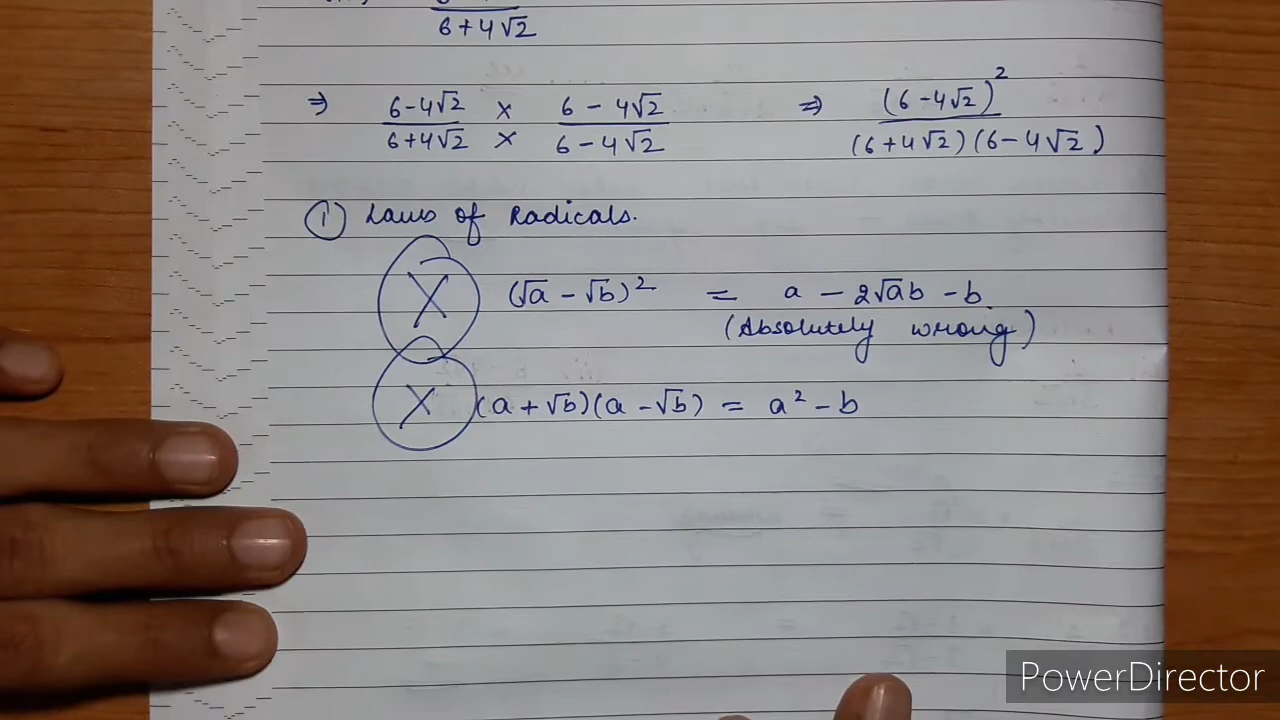 6+4√2
⇒ 6-4√2 / 6+4√2 × × 6-4√2 / 6-4√2 ⇒ (6-4√2)² / (6+4√2)(6-4√2)
① Laws of Radicals.
X (√a - √b)² = a - 2√ab - b
(Absolutely wrong)
X (a + √b)(a - √b) = a² - b
PowerDirector